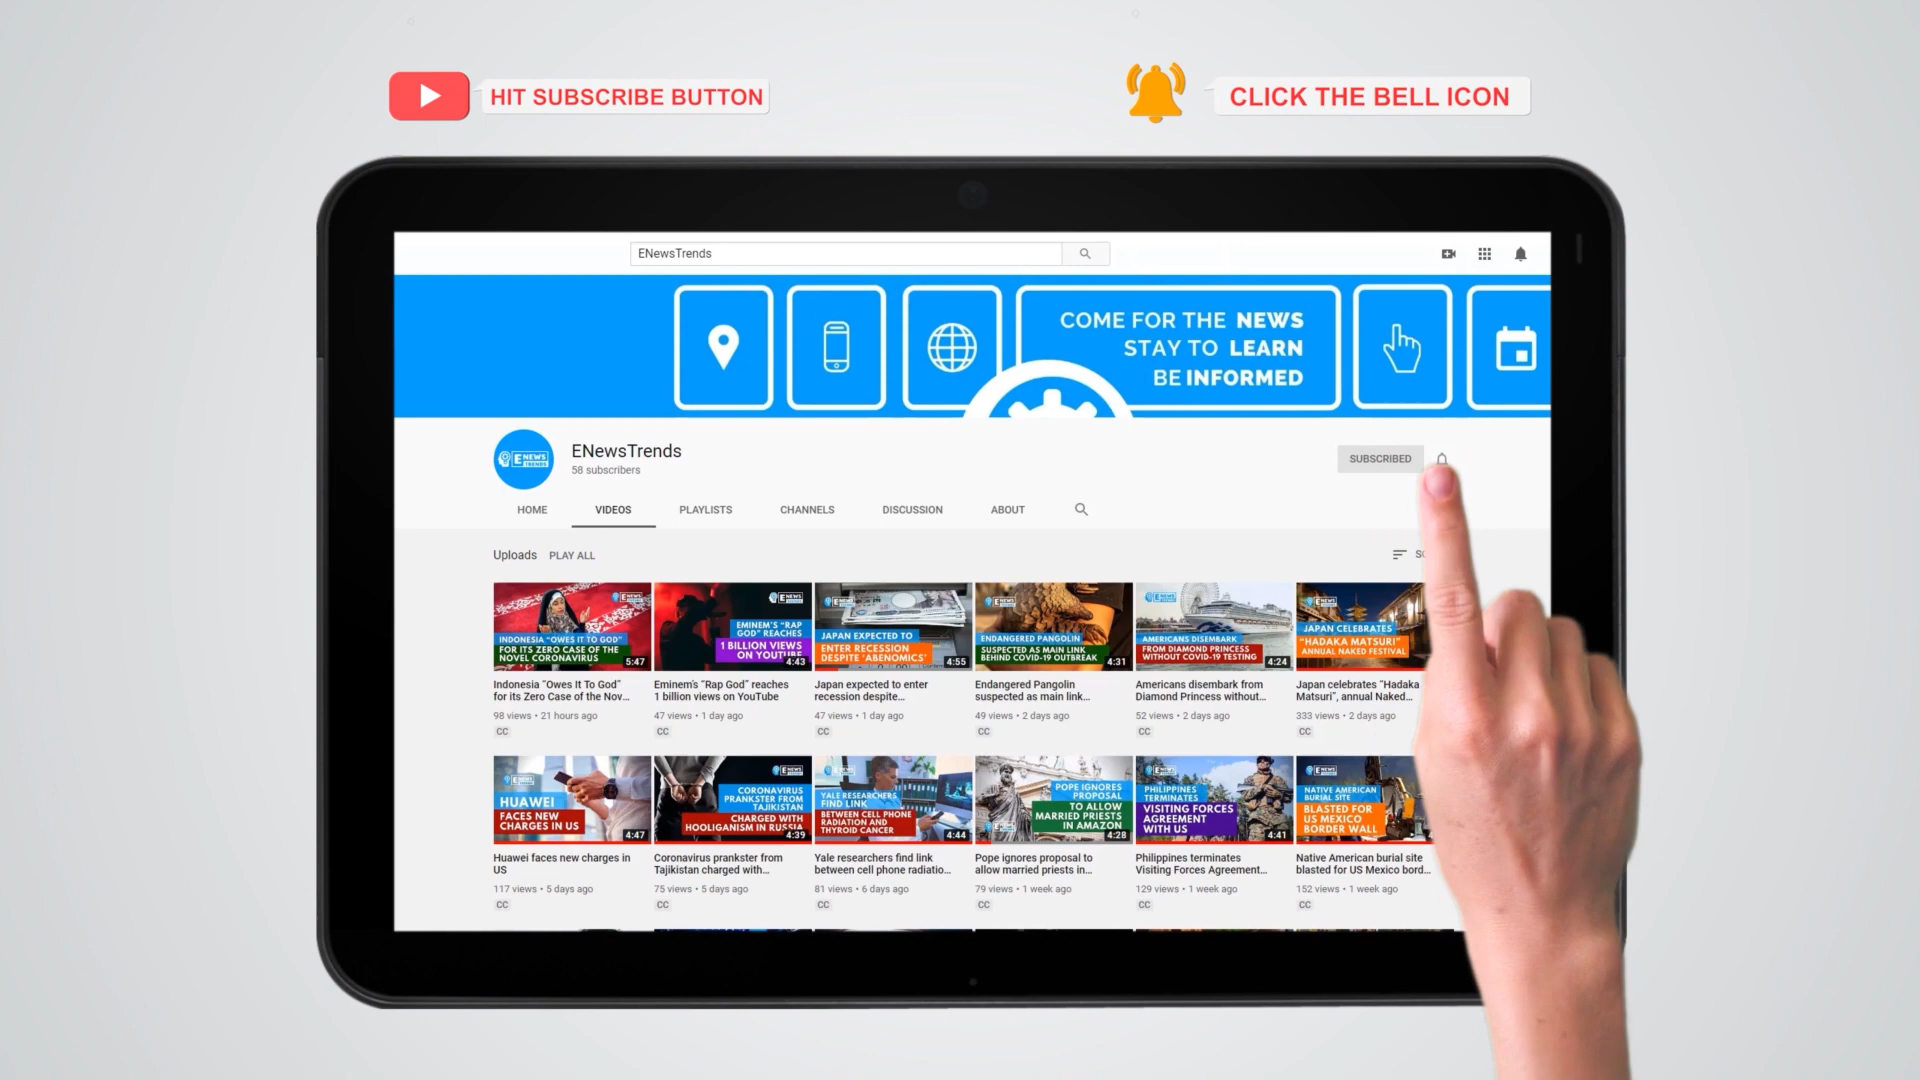 HIT SUBSCRIBE BUTTON
CLICK THE BELL ICON
ENewsTrends
COME FOR THE NEWS
STAY TO LEARN
BE INFORMED
E NEWS
TRENDS
ENewsTrends
58 subscribers
SUBSCRIBED
HOME VIDEOS PLAYLISTS CHANNELS DISCUSSION ABOUT
Uploads PLAY ALL
INDONESIA "OWES IT TO GOD"
FOR ITS ZERO CASE OF THE
NOVEL CORONAVIRUS
5:47
EMINEM'S "RAP
GOD" REACHES
1 BILLION VIEWS
ON YOUTUBE
4:43
JAPAN EXPECTED TO
ENTER RECESSION
DESPITE 'ABENOMICS'
4:55
ENDANGERED PANGOLIN
SUSPECTED AS MAIN LINK
BEHIND COVID-19 OUTBREAK
4:31
AMERICANS DISEMBARK
FROM DIAMOND PRINCESS
WITHOUT COVID-19 TESTING
4:24
JAPAN CELEBRATES
"HADAKA MATSURI"
ANNUAL NAKED FESTIVAL
Indonesia "Owes It To God"
for its Zero Case of the Nov...
98 views • 21 hours ago
CC
Eminem's "Rap God" reaches
1 billion views on YouTube
47 views • 1 day ago
CC
Japan expected to enter
recession despite...
47 views • 1 day ago
CC
Endangered Pangolin
suspected as main link...
49 views • 2 days ago
CC
Americans disembark from
Diamond Princess without...
52 views • 2 days ago
CC
Japan celebrates "Hadaka
Matsuri", annual Naked...
333 views • 2 days ago
CC
HUAWEI
FACES NEW
CHARGES IN US
4:47
CORONAVIRUS
PRANKSTER FROM
TAJIKISTAN
CHARGED WITH
HOOLIGANISM IN RUSSIA
4:39
YALE RESEARCHERS
FIND LINK
BETWEEN CELL PHONE
RADIATION AND
THYROID CANCER
4:44
POPE IGNORES
PROPOSAL
TO ALLOW
MARRIED PRIESTS
IN AMAZON
4:28
PHILIPPINES
TERMINATES
VISITING FORCES
AGREEMENT
WITH US
4:41
NATIVE AMERICAN
BURIAL SITE
BLASTED FOR
US MEXICO
BORDER WALL
Huawei faces new charges in
US
117 views • 5 days ago
CC
Coronavirus prankster from
Tajikistan charged with...
75 views • 5 days ago
CC
Yale researchers find link
between cell phone radiatio...
81 views • 6 days ago
CC
Pope ignores proposal to
allow married priests in...
79 views • 1 week ago
CC
Philippines terminates
Visiting Forces Agreement...
129 views • 1 week ago
CC
Native American burial site
blasted for US Mexico bord...
152 views • 1 week ago
CC